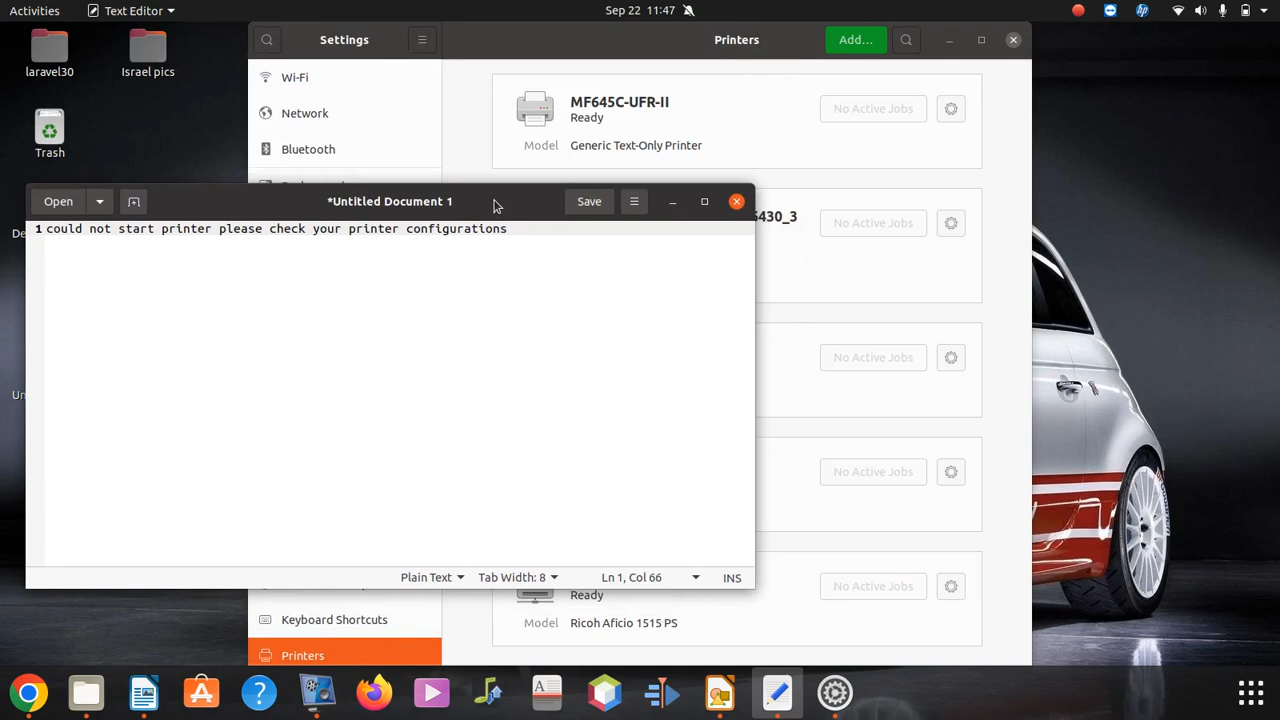 Activities
Text Editor
Sep 22 11:47
laravel30
Israel pics
Trash
Settings
Printers
Add...
Wi-Fi
Network
Bluetooth
MF645C-UFR-II
Ready
No Active Jobs
Model Generic Text-Only Printer
Open
*Untitled Document 1
Save
6430_3
No Active Jobs
1 could not start printer please check your printer configurations
No Active Jobs
No Active Jobs
Plain Text
Tab Width: 8
Ln 1, Col 66
INS
No Active Jobs
Ready
Keyboard Shortcuts
Model Ricoh Aficio 1515 PS
Printers